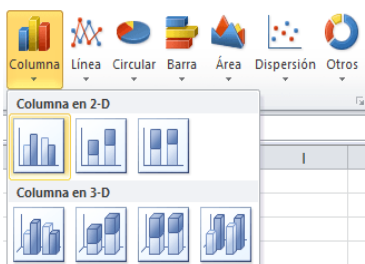 Columna Línea Circular Barra Área Dispersión Otros
Columna en 2-D
I
Columna en 3-D